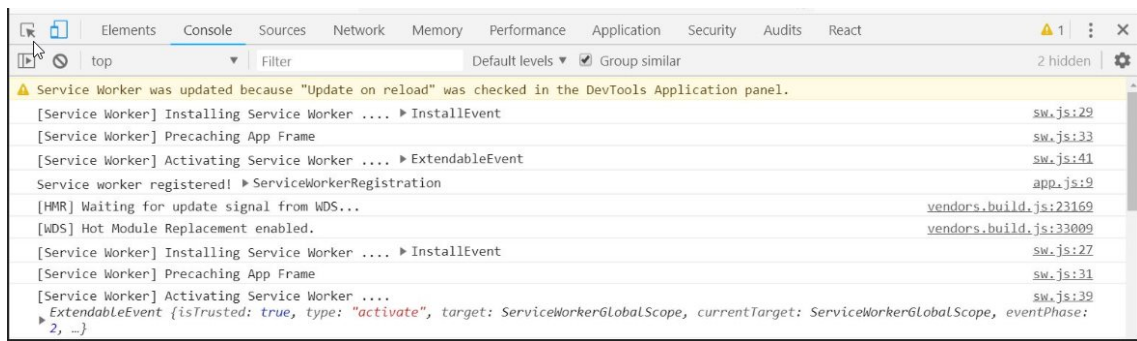 Elements Console Sources Network Memory Performance Application Security Audits React 1
top Filter Default levels Group similar 2 hidden
Service Worker was updated because "Update on reload" was checked in the DevTools Application panel.
[Service Worker] Installing Service Worker .... InstallEvent sw.js:29
[Service Worker] Precaching App Frame sw.js:33
[Service Worker] Activating Service Worker .... ExtendableEvent sw.js:41
Service worker registered! ServiceWorkerRegistration app.js:9
[HMR] Waiting for update signal from WDS... vendors.build.js:23169
[WDS] Hot Module Replacement enabled. vendors.build.js:33009
[Service Worker] Installing Service Worker .... InstallEvent sw.js:27
[Service Worker] Precaching App Frame sw.js:31
[Service Worker] Activating Service Worker .... sw.js:39
ExtendableEvent {isTrusted: true, type: "activate", target: ServiceWorkerGlobalScope, currentTarget: ServiceWorkerGlobalScope, eventPhase:
2, …}